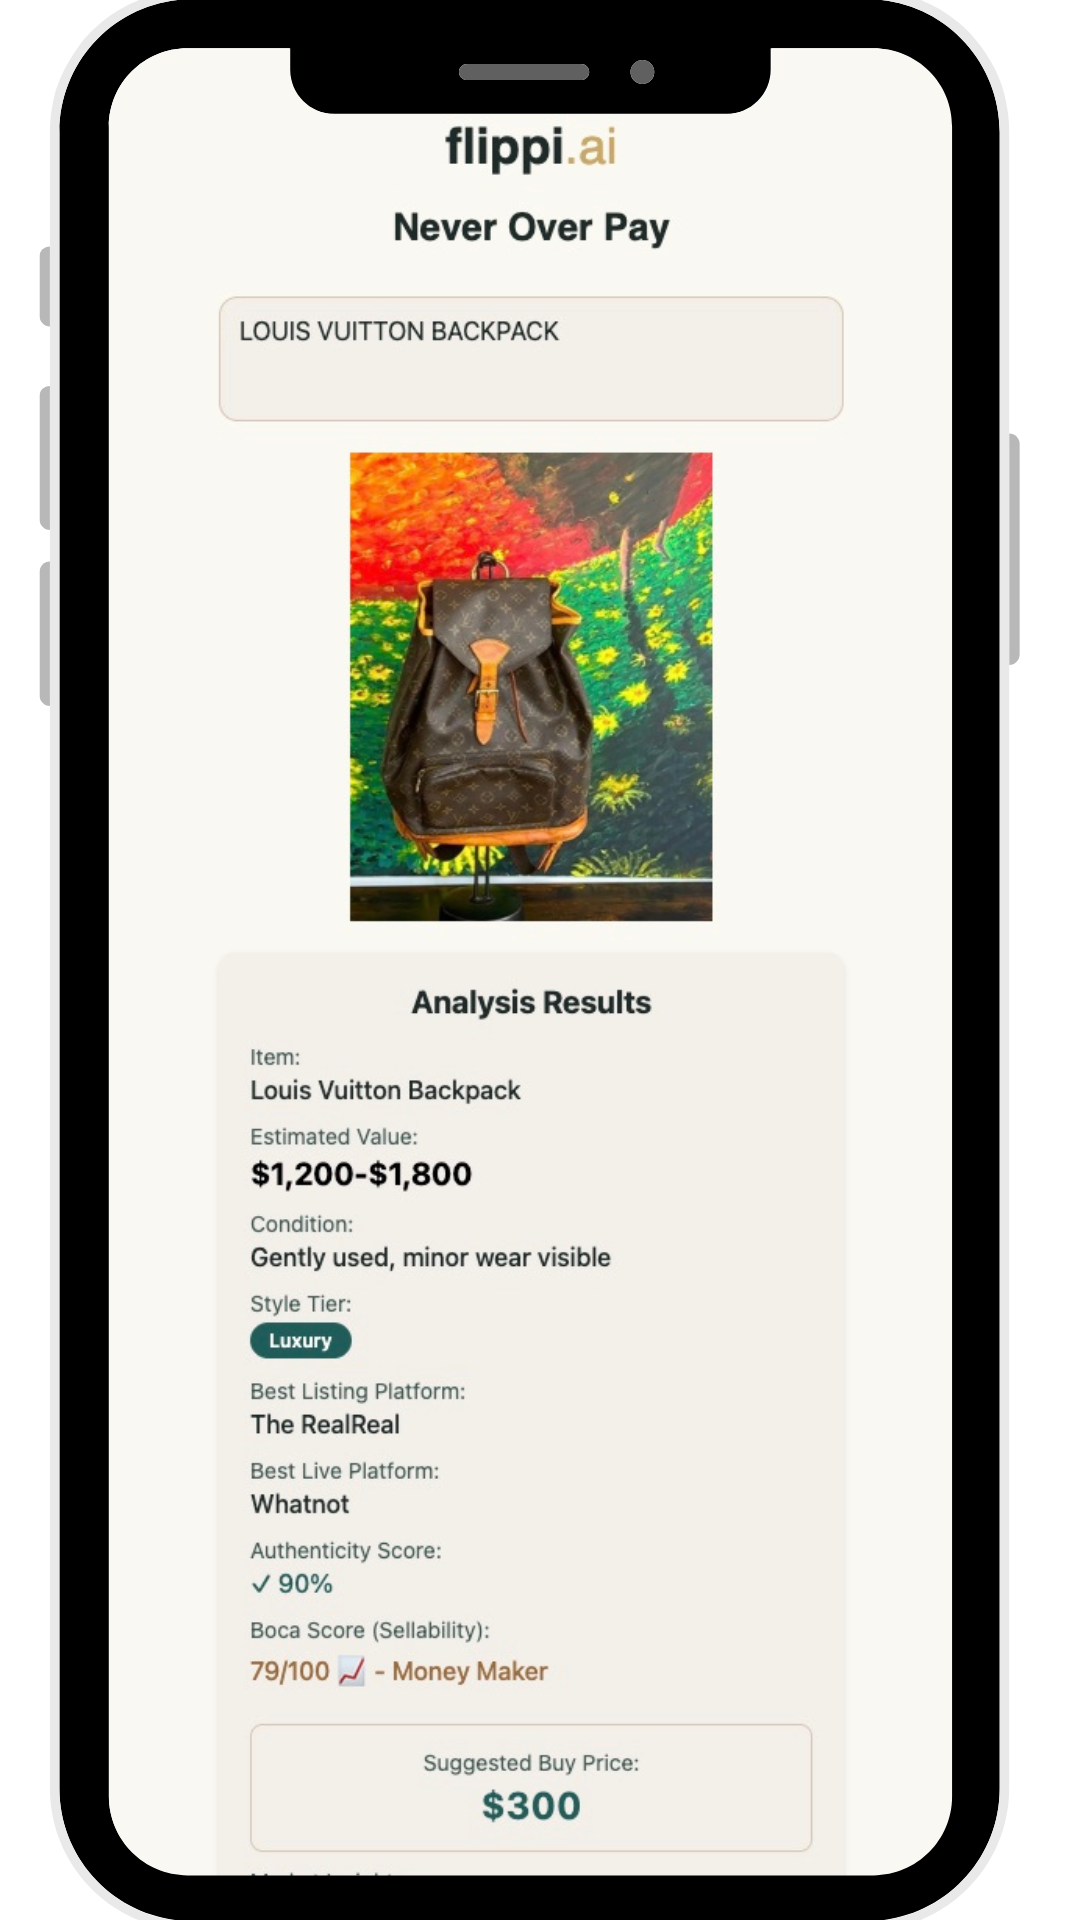 flippi.ai
Never Over Pay
LOUIS VUITTON BACKPACK
Analysis Results
Item:
Louis Vuitton Backpack
Estimated Value:
$1,200-$1,800
Condition:
Gently used, minor wear visible
Style Tier:
Luxury
Best Listing Platform:
The RealReal
Best Live Platform:
Whatnot
Authenticity Score:
✓ 90%
Boca Score (Sellability):
79/100 📈 - Money Maker
Suggested Buy Price:
$300